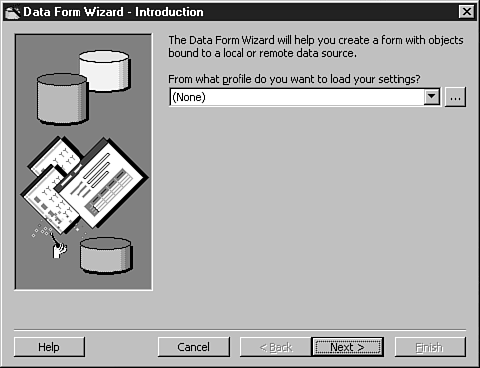 Data Form Wizard - Introduction
The Data Form Wizard will help you create a form with objects
bound to a local or remote data source.
From what profile do you want to load your settings?
(None)
...
Help
Cancel
< Back
Next >
Finish